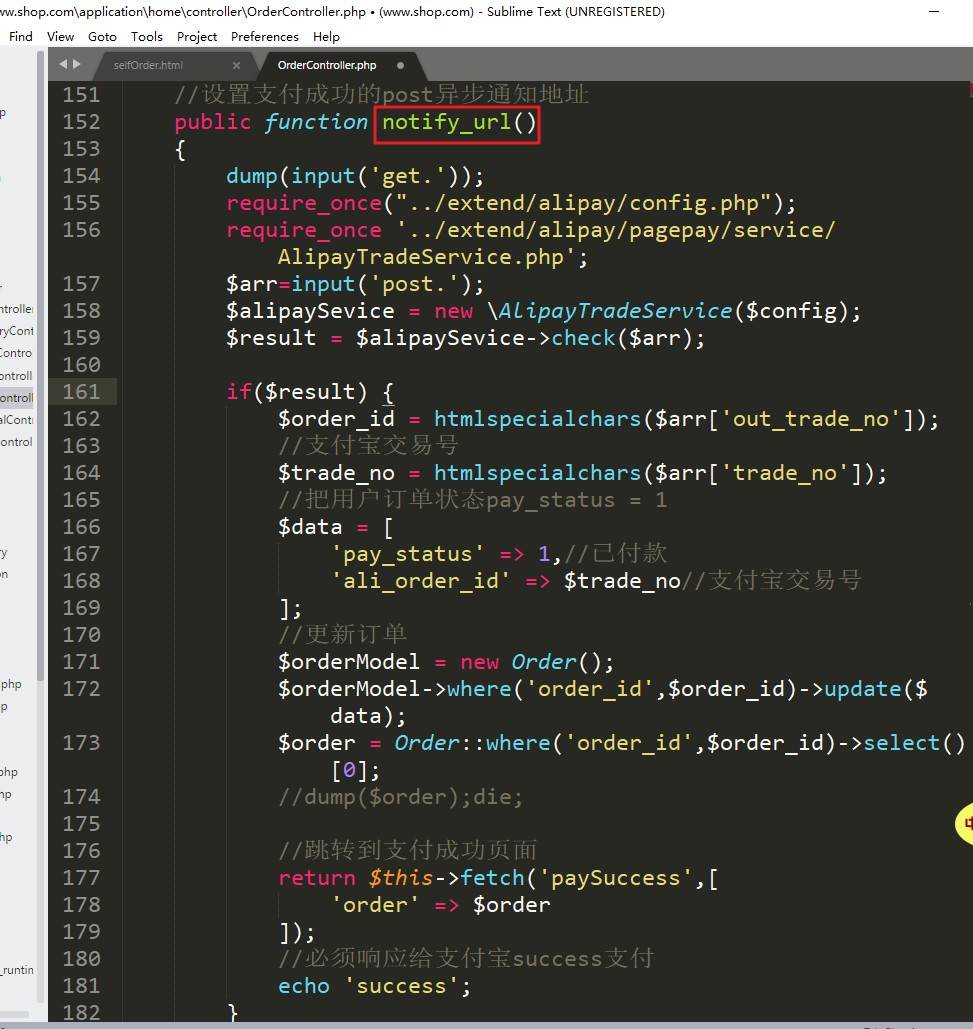 ww.shop.com\application\home\controller\OrderController.php • (www.shop.com) - Sublime Text (UNREGISTERED)
Find View Goto Tools Project Preferences Help
selfOrder.html × OrderController.php •
151 //设置支付成功的post异步通知地址
152 public function notify_url()
153 {
154 dump(input('get.'));
155 require_once("../extend/alipay/config.php");
156 require_once '../extend/alipay/pagepay/service/
AlipayTradeService.php';
157 $arr=input('post.');
158 $alipaySevice = new \AlipayTradeService($config);
159 $result = $alipaySevice->check($arr);
160
161 if($result) {
162 $order_id = htmlspecialchars($arr['out_trade_no']);
163 //支付宝交易号
164 $trade_no = htmlspecialchars($arr['trade_no']);
165 //把用户订单状态pay_status = 1
166 $data = [
167 'pay_status' => 1,//已付款
168 'ali_order_id' => $trade_no//支付宝交易号
169 ];
170 //更新订单
171 $orderModel = new Order();
172 $orderModel->where('order_id',$order_id)->update($
data);
173 $order = Order::where('order_id',$order_id)->select()
[0];
174 //dump($order);die;
175
176 //跳转到支付成功页面
177 return $this->fetch('paySuccess',[
178 'order' => $order
179 ]);
180 //必须响应给支付宝success支付
181 echo 'success';
182 }
p
ntroller
ryCont
Contro
ontroll
ontroll
alCont
ontrol
ry
on
php
p
php
hp
hp
_runtin